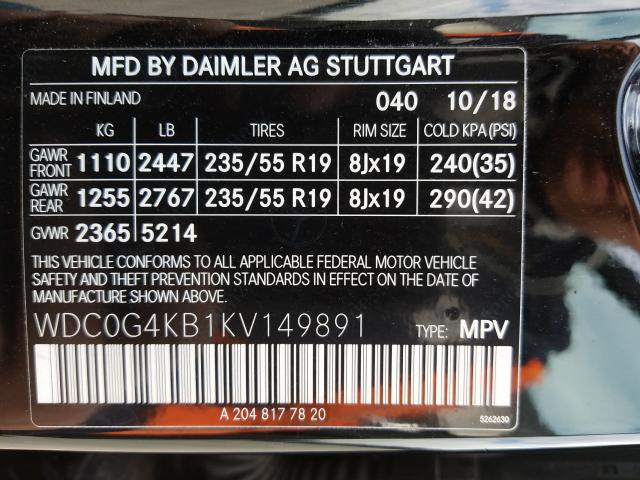 MFD BY DAIMLER AG STUTTGART
MADE IN FINLAND 040 10/18
KG LB TIRES RIM SIZE COLD KPA(PSI)
GAWR FRONT 1110 2447 235/55 R19 8Jx19 240(35)
GAWR REAR 1255 2767 235/55 R19 8Jx19 290(42)
GVWR 2365 5214
THIS VEHICLE CONFORMS TO ALL APPLICABLE FEDERAL MOTOR VEHICLE
SAFETY AND THEFT PREVENTION STANDARDS IN EFFECT ON THE DATE OF
MANUFACTURE SHOWN ABOVE.
WDC0G4KB1KV149891 TYPE: MPV
A 204 817 78 20
5262630